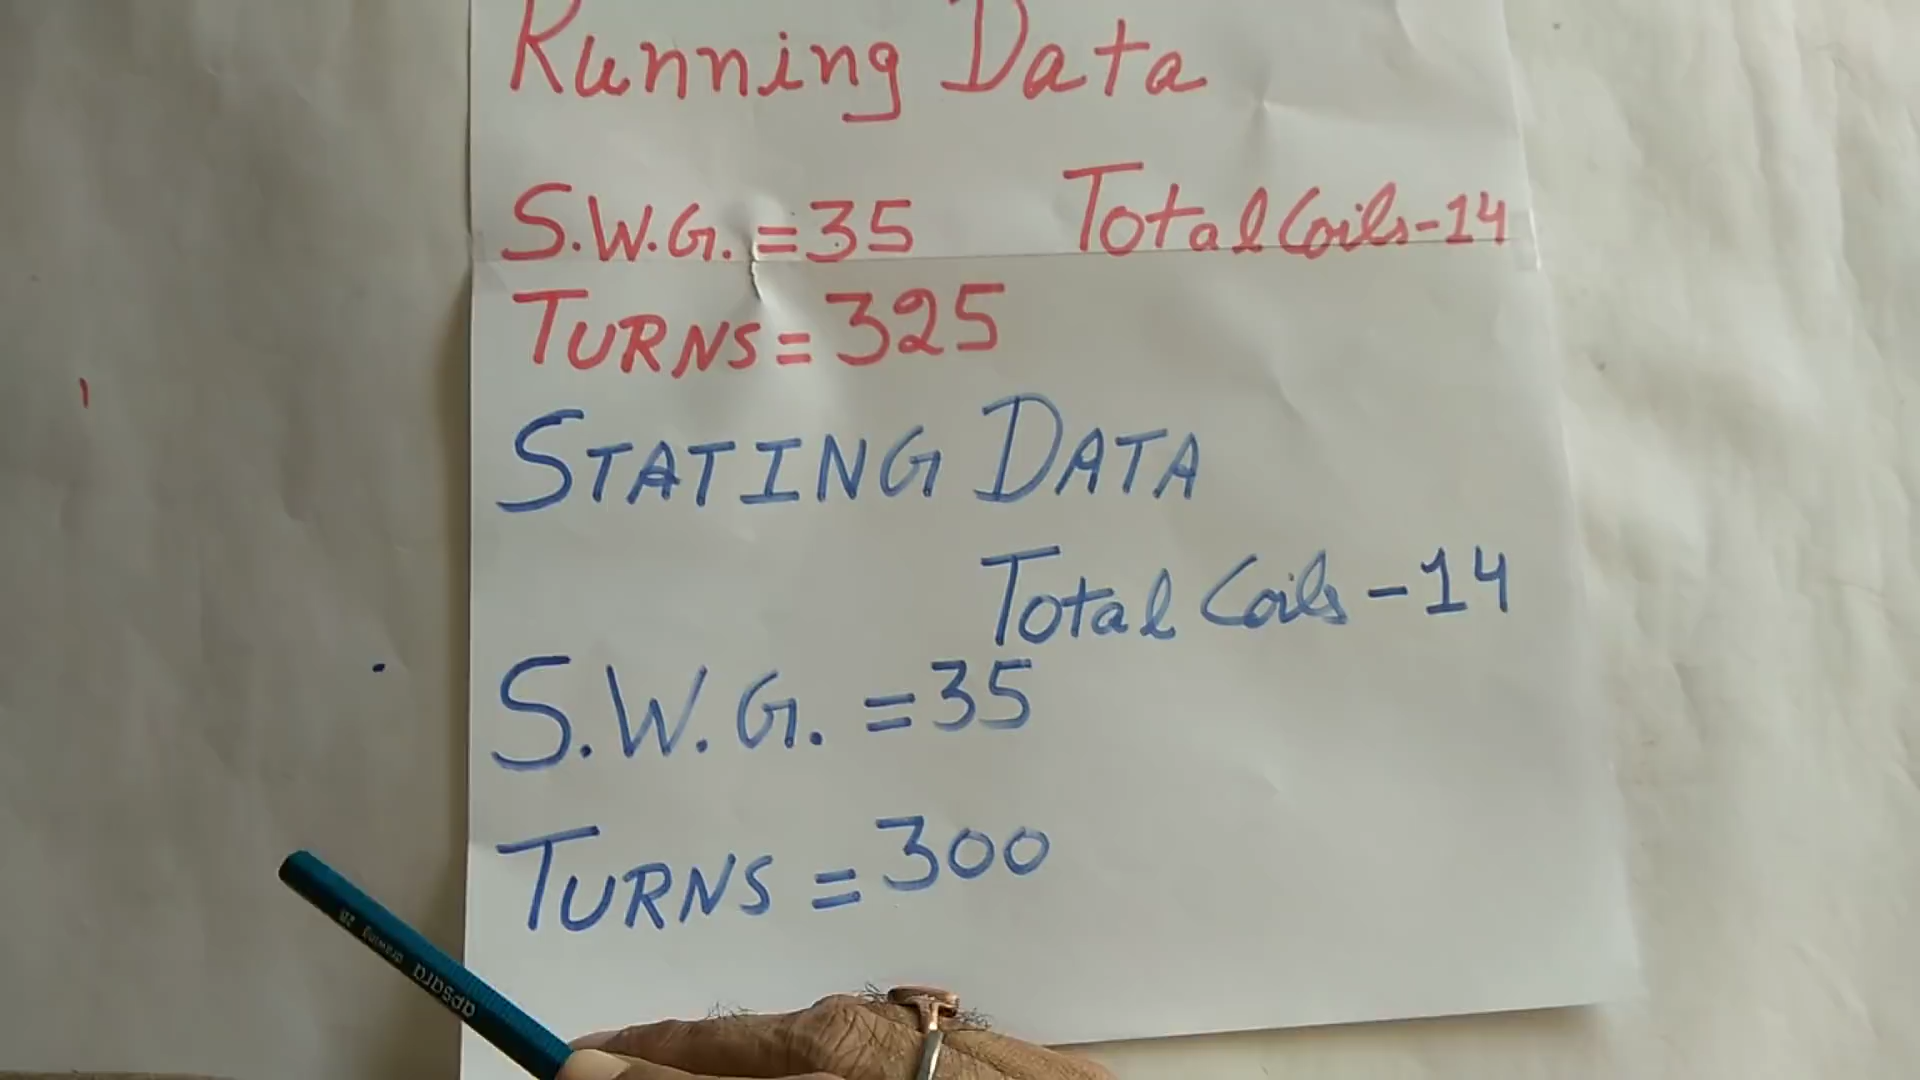 Running Data
S.W.G. = 35 Total Coils - 14
TURNS = 325
STATING DATA
Total Coils - 14
S.W.G. = 35
TURNS = 300
apsara drawing 2B